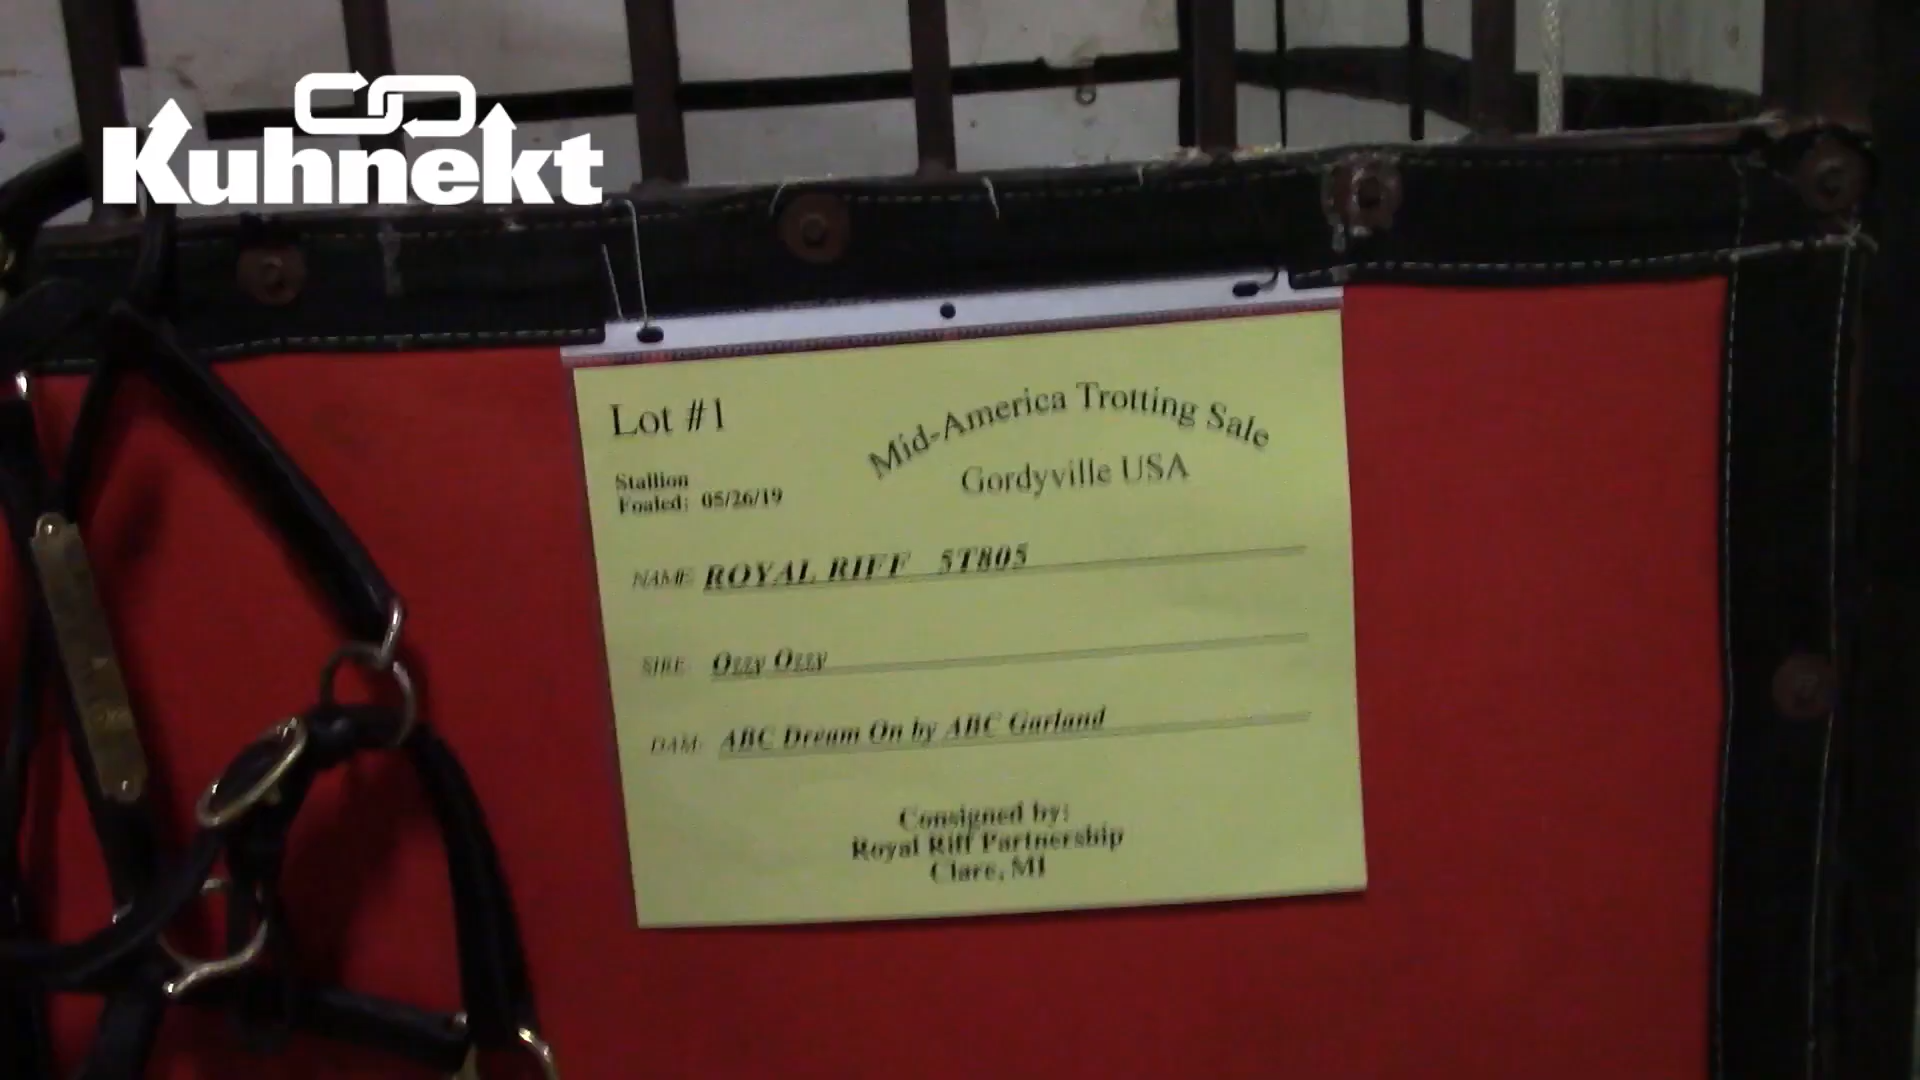 Kuhnekt
Lot #1
Mid-America Trotting Sale
Gordyville USA
Stallion
Foaled: 05/26/19
NAME: ROYAL RIFF 5T805
SIRE: Ozzy Ozzy
DAM: ABC Dream On by ABC Garland
Consigned by:
Royal Riff Partnership
Clare, MI